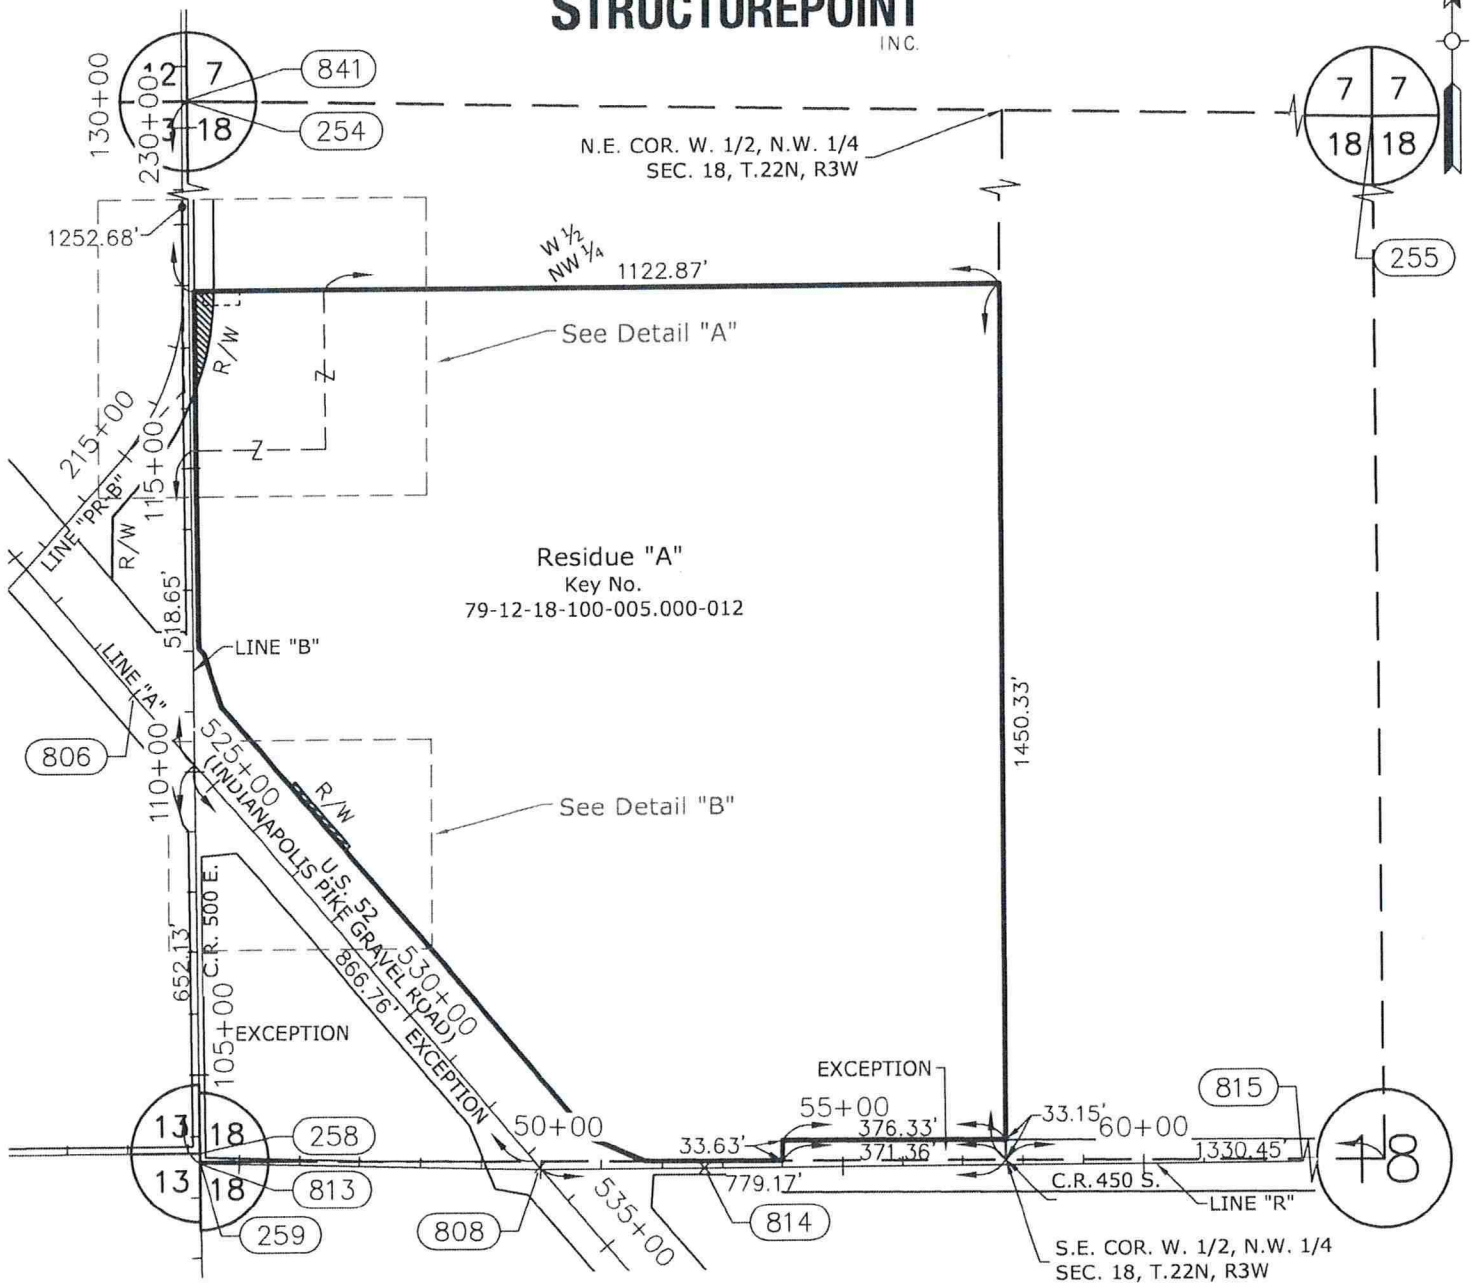 STRUCTUREPOINT
INC.
130+00
230+00
12 7
3 18
841
254
N.E. COR. W. 1/2, N.W. 1/4
SEC. 18, T.22N, R3W
7 7
18 18
255
1252.68'
W ½
NW ¼
1122.87'
See Detail "A"
R/W
Z
Z
215+00
115+00
LINE "PR-B"
R/W
Residue "A"
Key No.
79-12-18-100-005.000-012
518.65'
LINE "B"
LINE "A"
1450.33'
806
110+00
525+00
(INDIANAPOLIS PIKE GRAVEL ROAD)
R/W
See Detail "B"
U.S. 52
C.R. 500 E.
652.13'
866.76'
530+00
105+00
EXCEPTION
EXCEPTION
EXCEPTION
815
50+00
55+00
33.15'
60+00
13 18
13 18
258
376.33'
33.63'
371.36'
1330.45'
18
813
779.17'
C.R. 450 S.
LINE "R"
259
808
535+00
814
S.E. COR. W. 1/2, N.W. 1/4
SEC. 18, T.22N, R3W